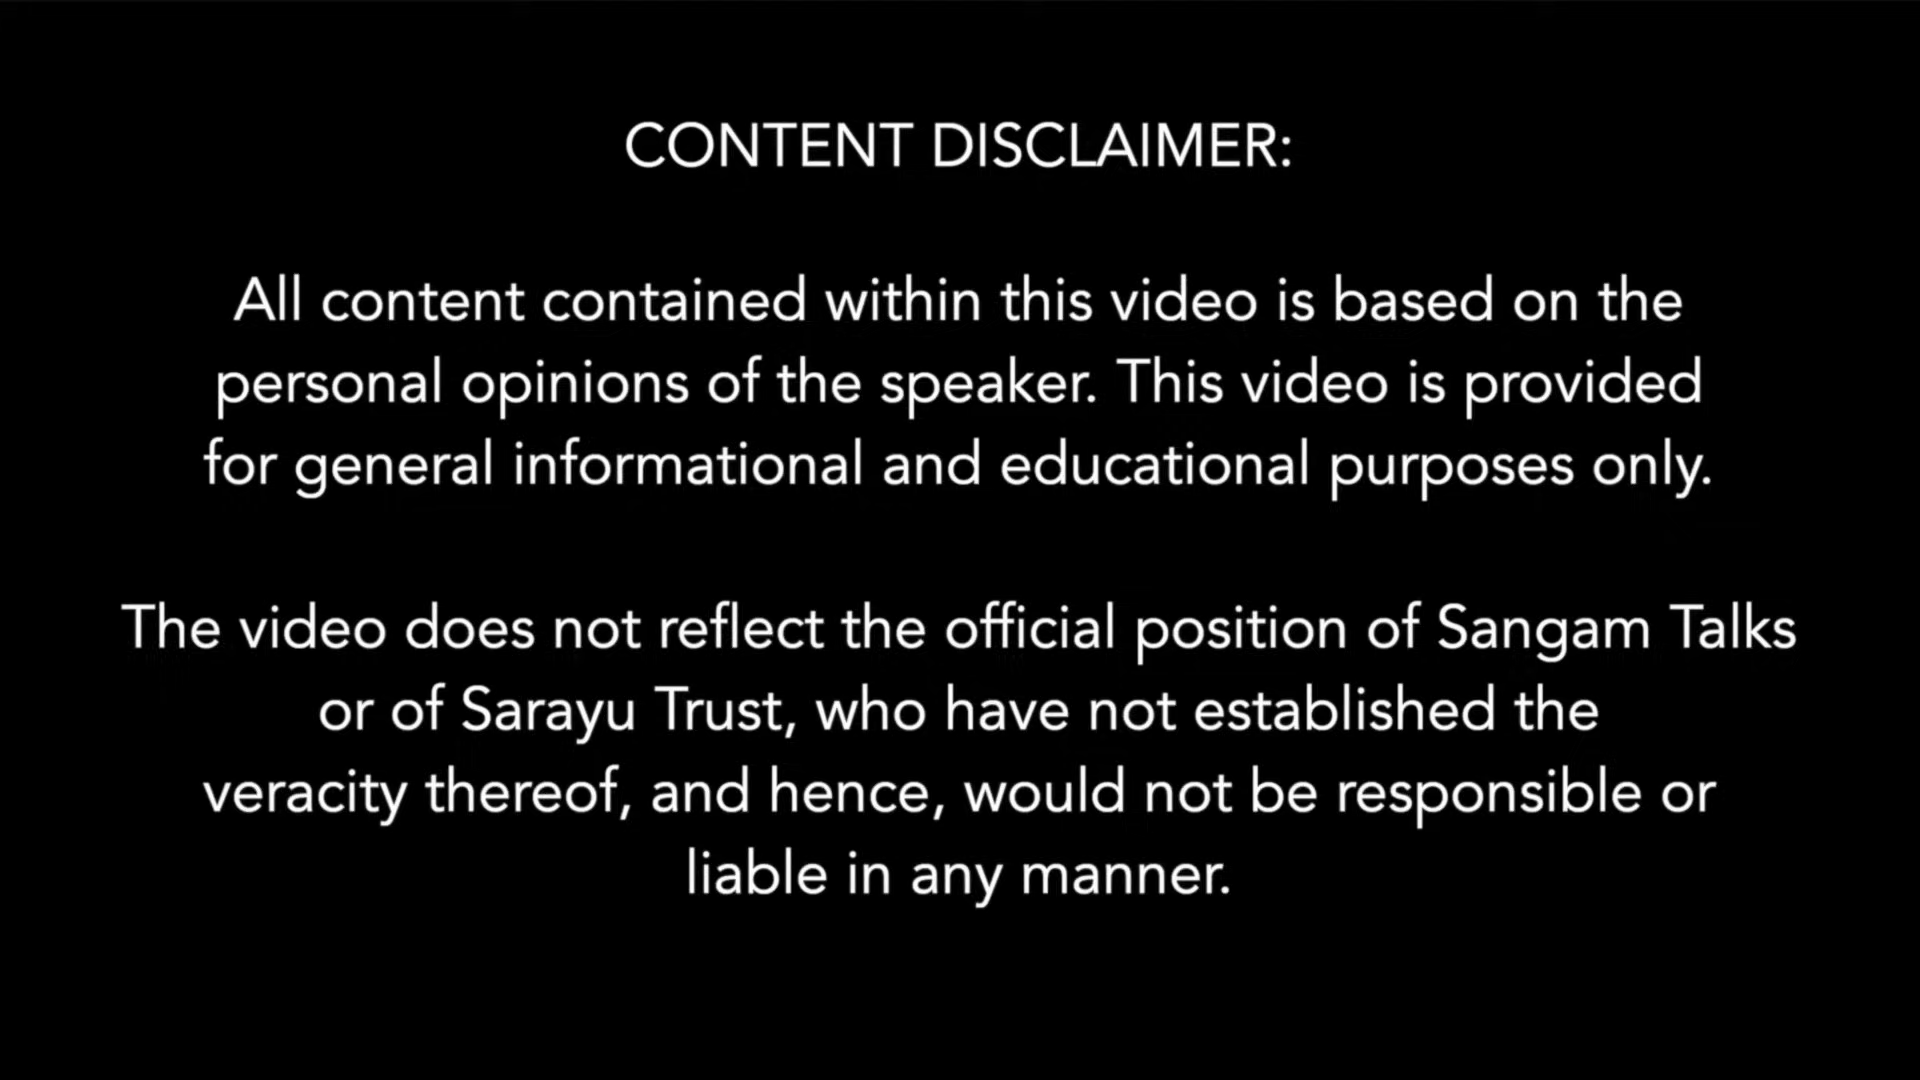 CONTENT DISCLAIMER:
All content contained within this video is based on the
personal opinions of the speaker. This video is provided
for general informational and educational purposes only.
The video does not reflect the official position of Sangam Talks
or of Sarayu Trust, who have not established the
veracity thereof, and hence, would not be responsible or
liable in any manner.